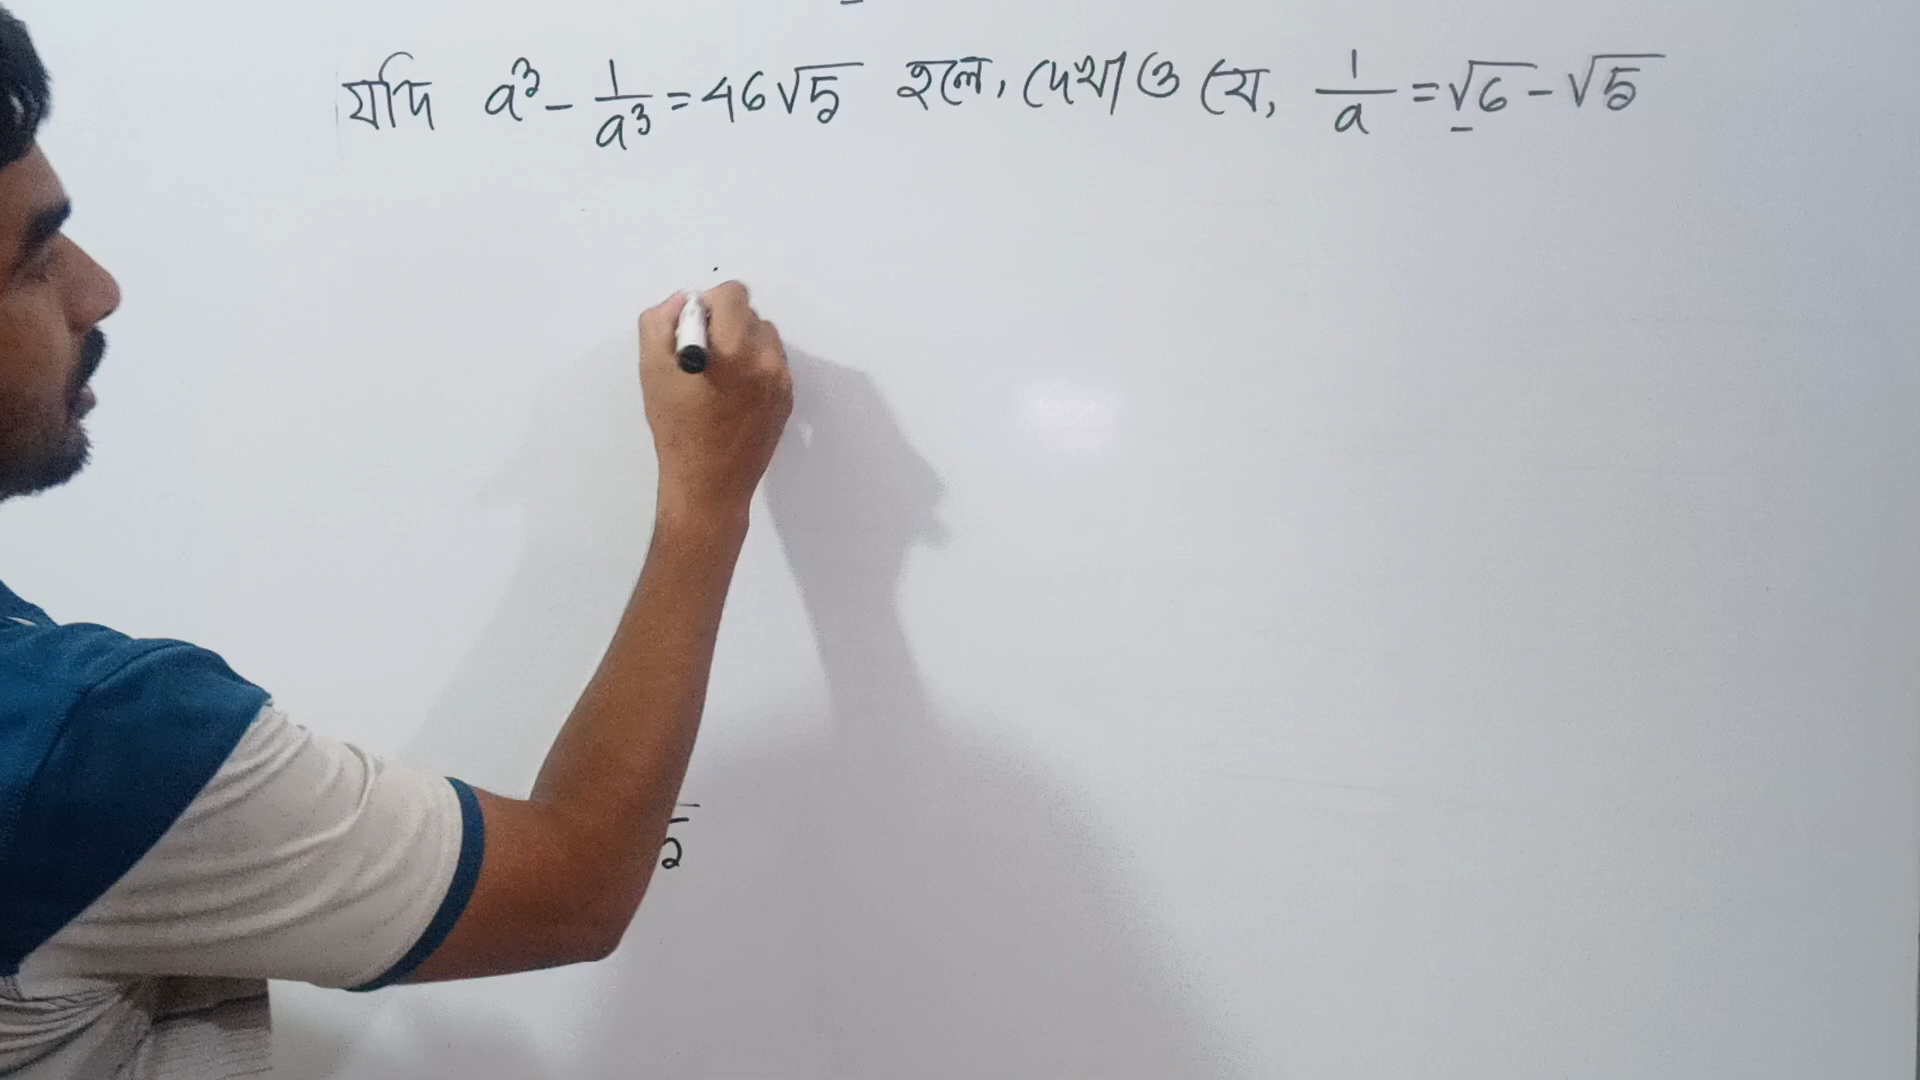 যদি a³ - 1/a³ = 46√5 হলে, দেখাও যে, 1/a = √6 - √5